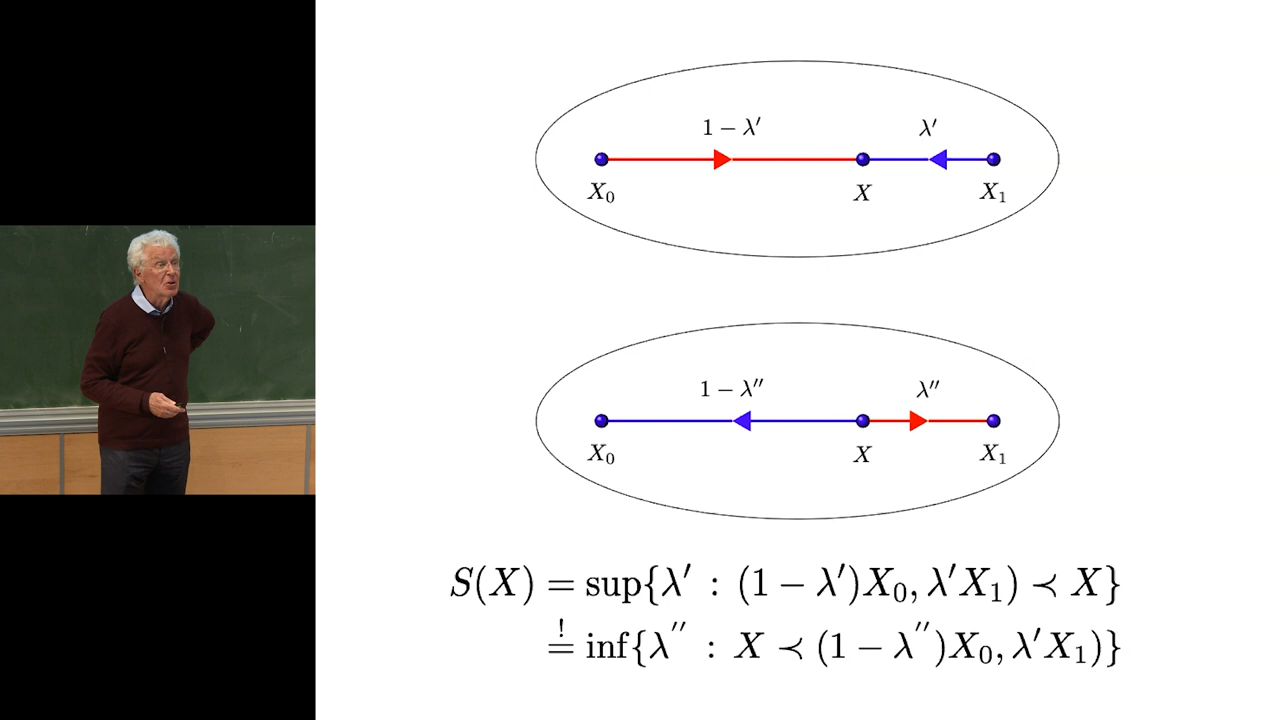 1 − λ′ λ′
X₀ X X₁
1 − λ″ λ″
X₀ X X₁
S(X) = sup{λ′ : (1 − λ′)X₀, λ′X₁) ≺ X}
≟ inf{λ″ : X ≺ (1 − λ″)X₀, λ′X₁)}